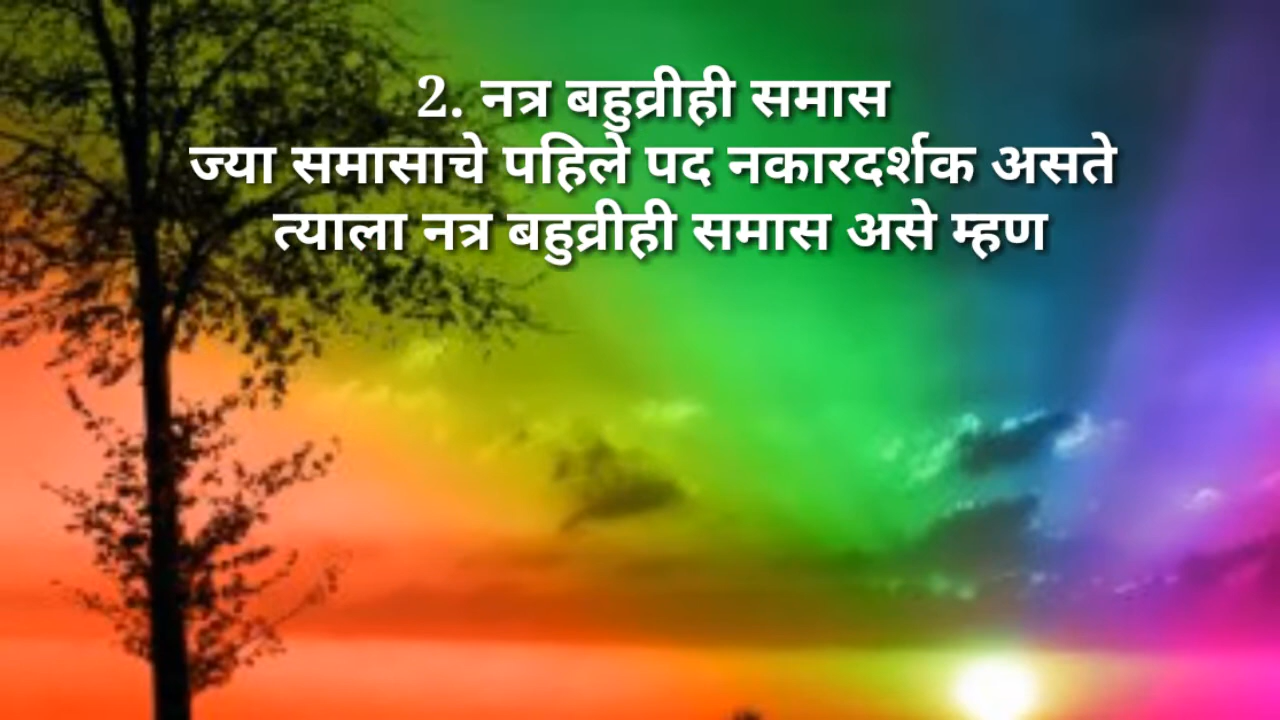 2. नत्र बहुव्रीही समास
ज्या समासाचे पहिले पद नकारदर्शक असते
त्याला नत्र बहुव्रीही समास असे म्हण